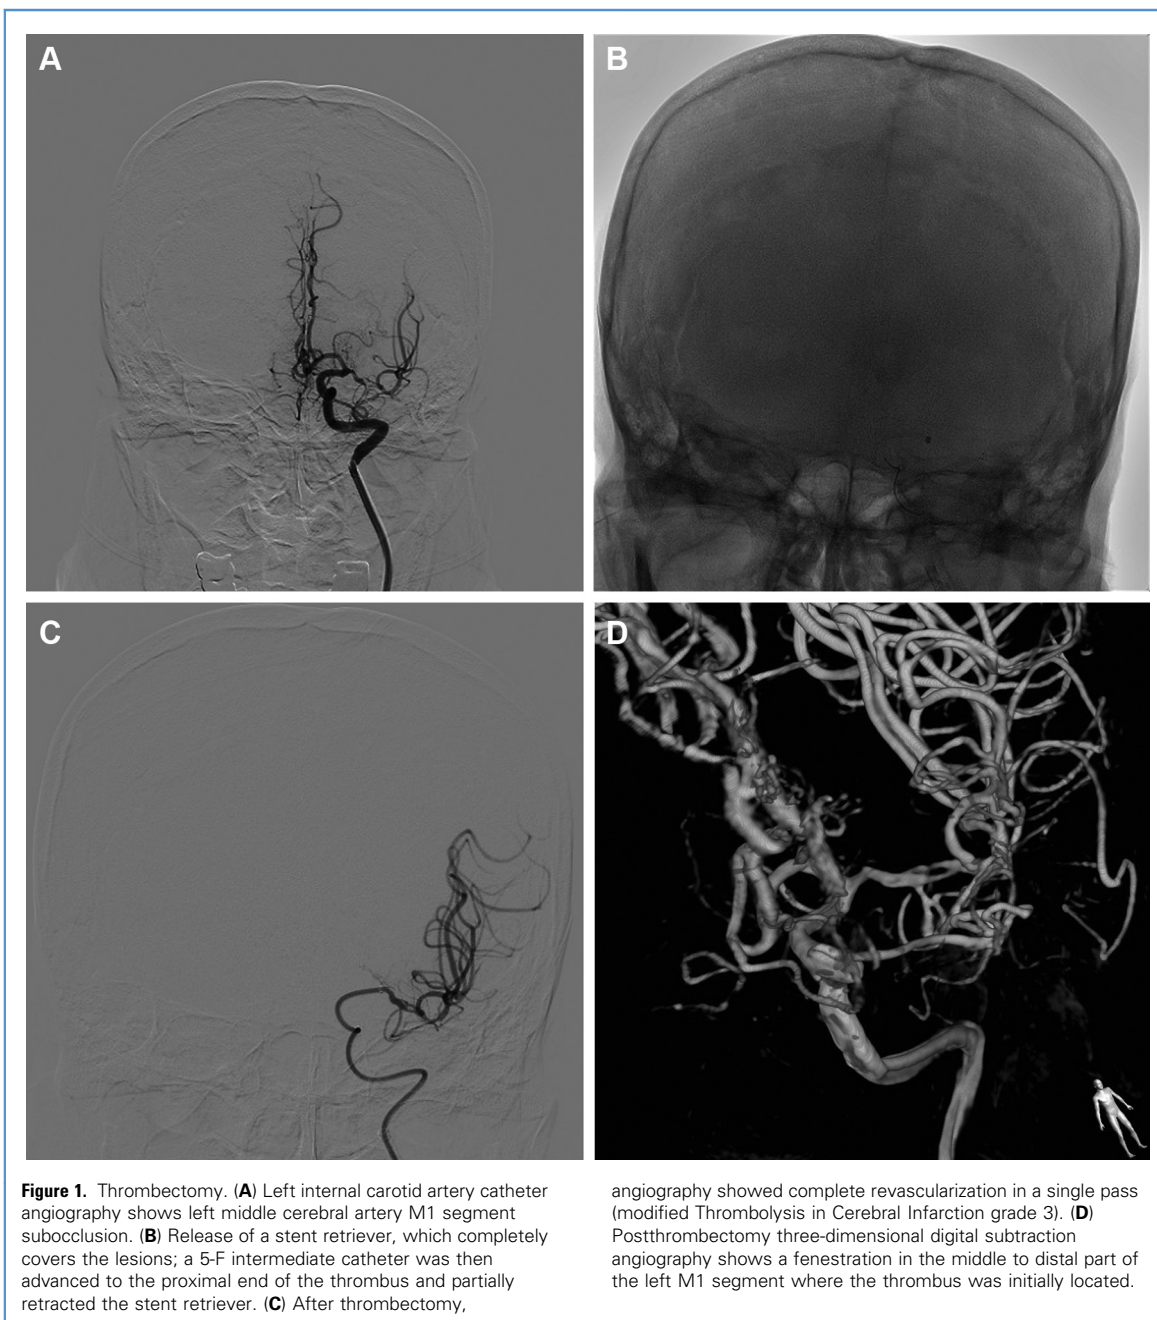 A
B
C
D
Figure 1. Thrombectomy. (A) Left internal carotid artery catheter
angiography shows left middle cerebral artery M1 segment
subocclusion. (B) Release of a stent retriever, which completely
covers the lesions; a 5-F intermediate catheter was then
advanced to the proximal end of the thrombus and partially
retracted the stent retriever. (C) After thrombectomy,
angiography showed complete revascularization in a single pass
(modified Thrombolysis in Cerebral Infarction grade 3). (D)
Postthrombectomy three-dimensional digital subtraction
angiography shows a fenestration in the middle to distal part of
the left M1 segment where the thrombus was initially located.